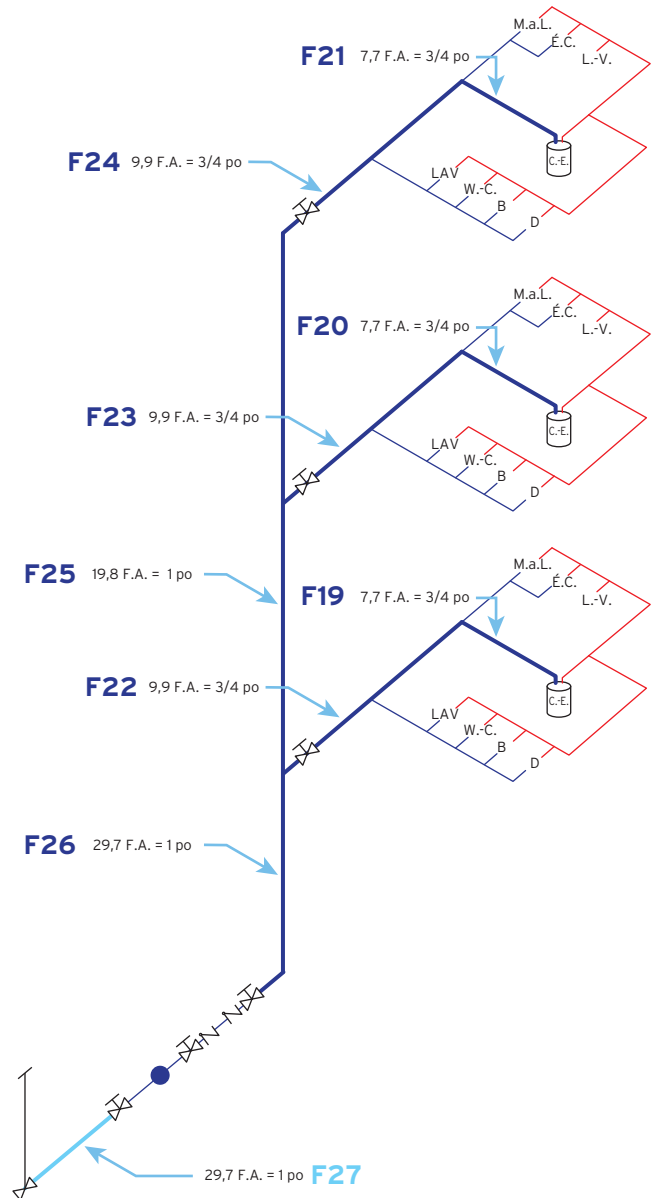 M.a.L.
É.C.
L.-V.
F21 7,7 F.A. = 3/4 po
C.-E.
F24 9,9 F.A. = 3/4 po
LAV
W.-C.
B
D
M.a.L.
É.C.
L.-V.
F20 7,7 F.A. = 3/4 po
C.-E.
F23 9,9 F.A. = 3/4 po
LAV
W.-C.
B
D
M.a.L.
É.C.
L.-V.
F25 19,8 F.A. = 1 po
F19 7,7 F.A. = 3/4 po
C.-E.
F22 9,9 F.A. = 3/4 po
LAV
W.-C.
B
D
F26 29,7 F.A. = 1 po
29,7 F.A. = 1 po F27